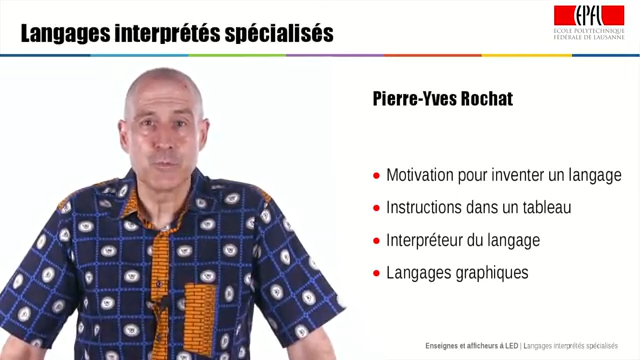 Langages interprétés spécialisés
EPFL
ECOLE POLYTECHNIQUE
FÉDÉRALE DE LAUSANNE
Pierre-Yves Rochat
• Motivation pour inventer un langage
• Instructions dans un tableau
• Interpréteur du langage
• Langages graphiques
Enseignes et afficheurs à LED | Langages interprétés spécialisés